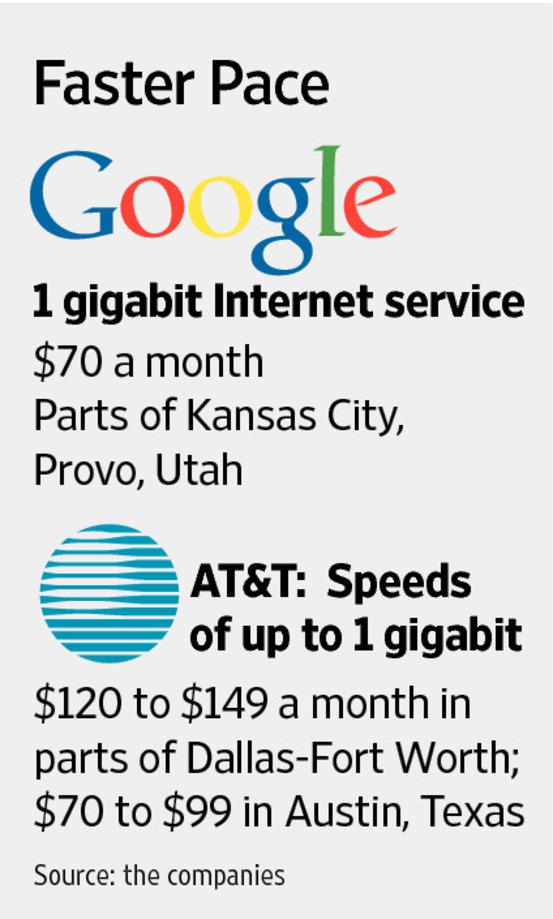 Faster Pace
Google
1 gigabit Internet service
$70 a month
Parts of Kansas City,
Provo, Utah
AT&T: Speeds
of up to 1 gigabit
$120 to $149 a month in
parts of Dallas-Fort Worth;
$70 to $99 in Austin, Texas
Source: the companies